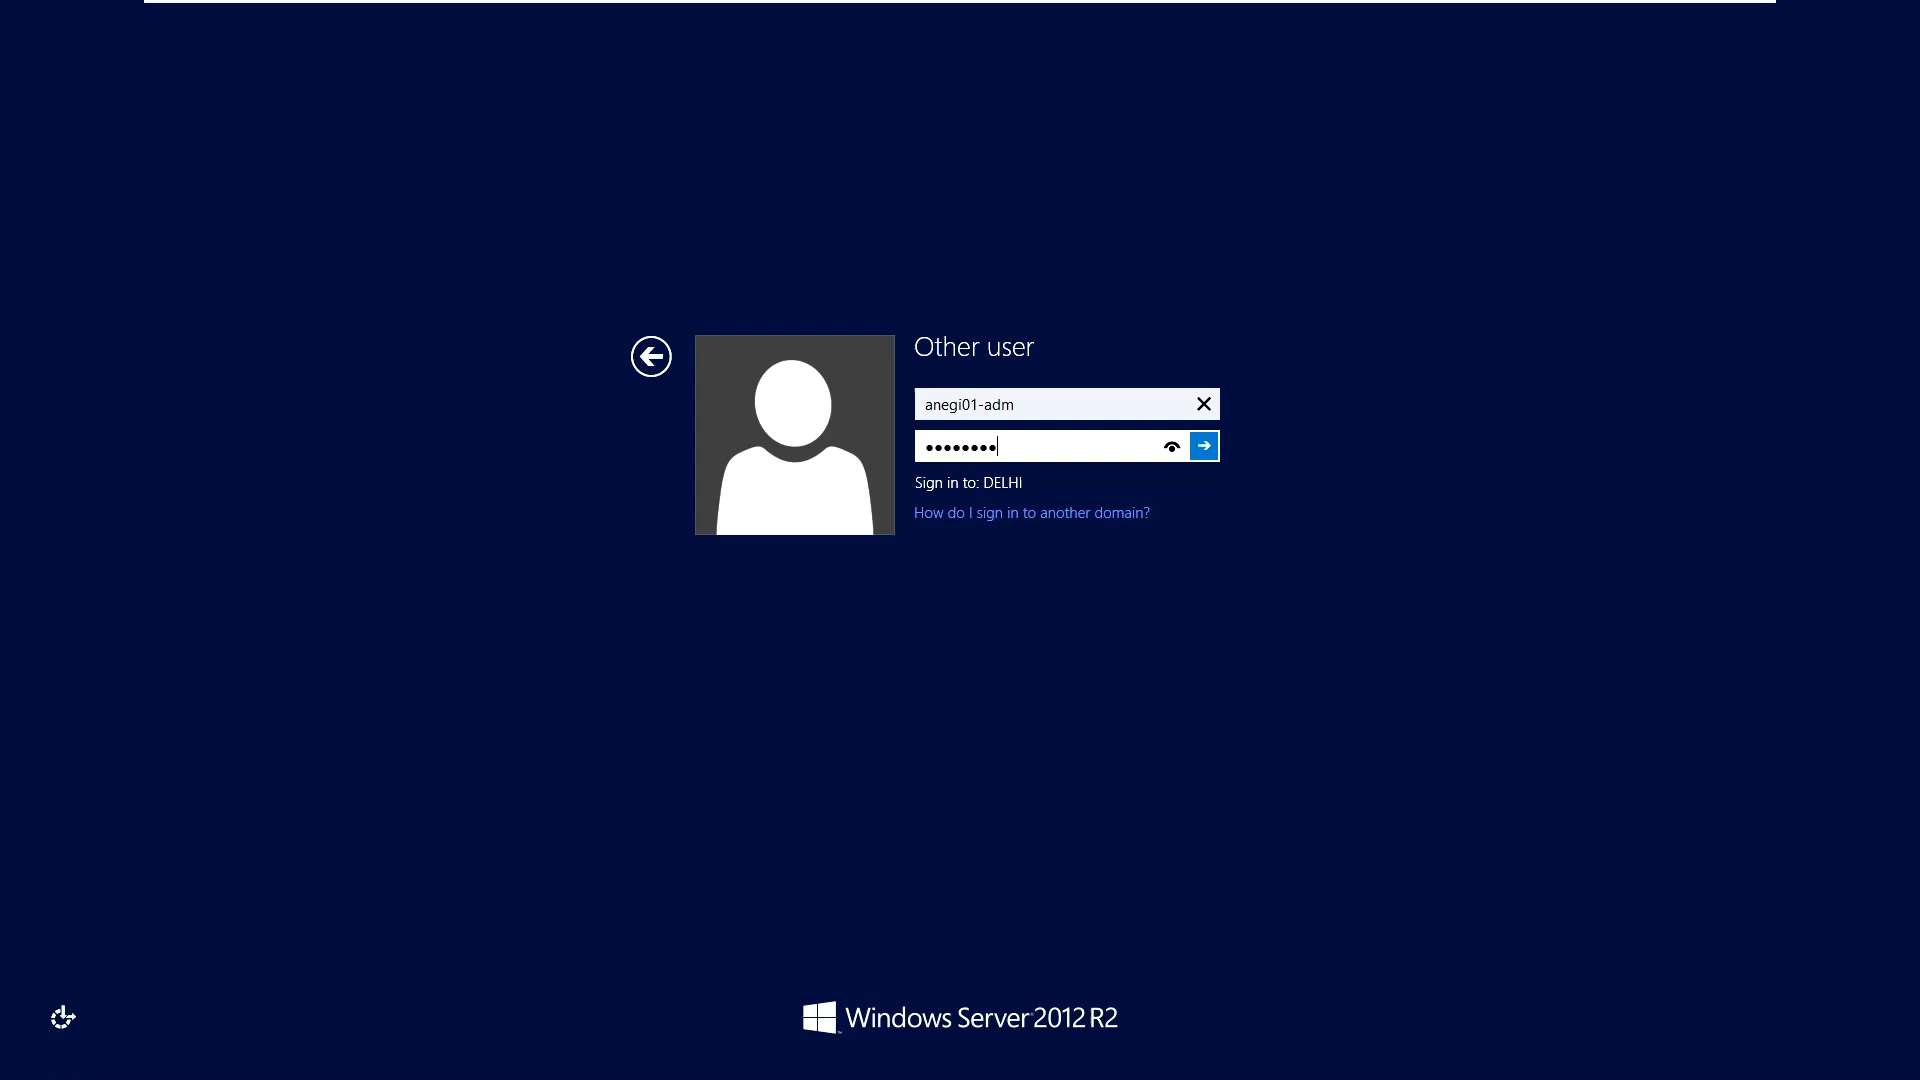 Other user
anegi01-adm
Sign in to: DELHI
How do I sign in to another domain?
Windows Server 2012 R2